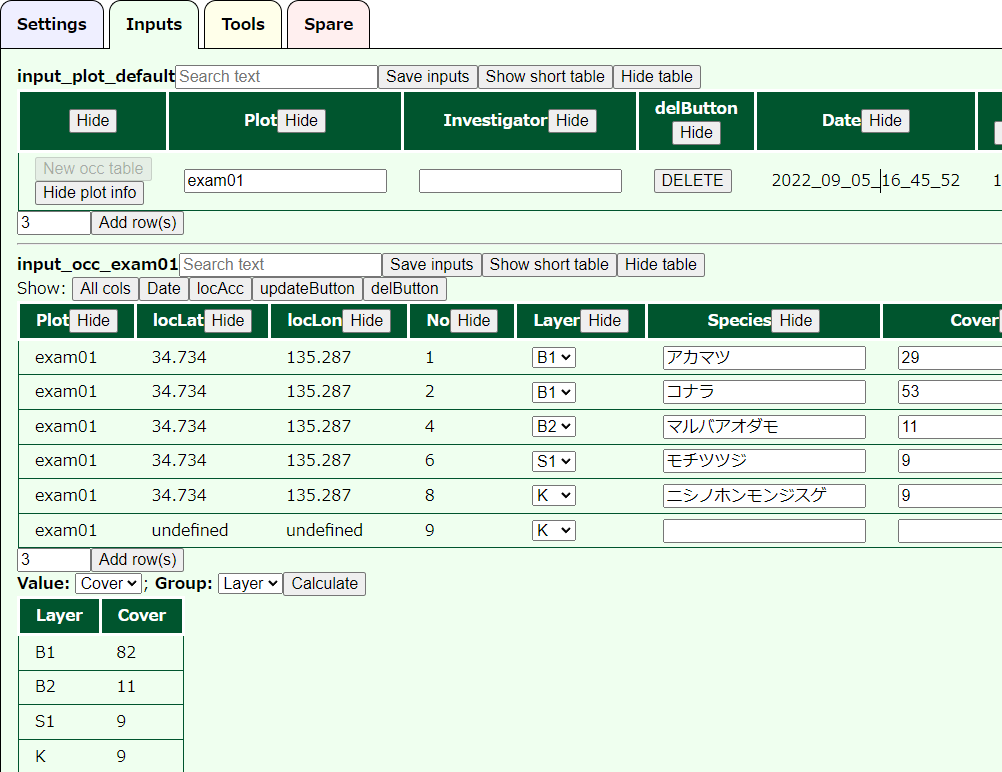 Settings Inputs Tools Spare
input_plot_default Search text Save inputs Show short table Hide table
Hide Plot Hide Investigator Hide delButton Hide Date Hide
New occ table
Hide plot info
exam01 DELETE 2022_09_05_16_45_52 1
3 Add row(s)
input_occ_exam01 Search text Save inputs Show short table Hide table
Show: All cols Date locAcc updateButton delButton
Plot Hide locLat Hide locLon Hide No Hide Layer Hide Species Hide Cover
exam01 34.734 135.287 1 B1 アカマツ 29
exam01 34.734 135.287 2 B1 コナラ 53
exam01 34.734 135.287 4 B2 マルバアオダモ 11
exam01 34.734 135.287 6 S1 モチツツジ 9
exam01 34.734 135.287 8 K ニシノホンモンジスゲ 9
exam01 undefined undefined 9 K
3 Add row(s)
Value: Cover ; Group: Layer Calculate
Layer Cover
B1 82
B2 11
S1 9
K 9